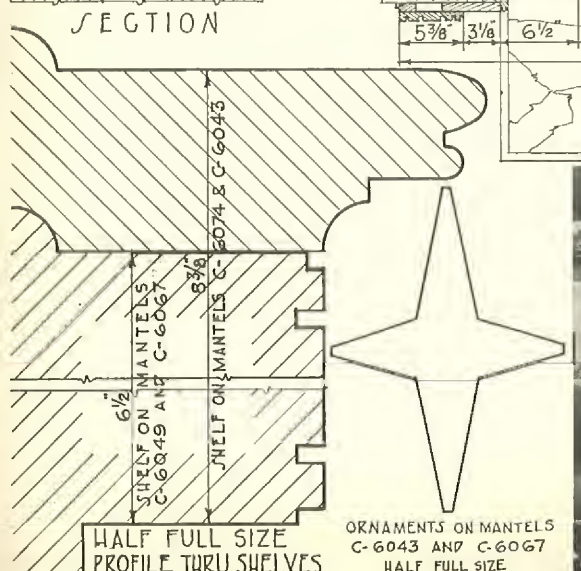 SECTION
5 3/8" 3 1/8" 6 1/2"
8 3/8"
SHELF ON MANTELS C-6074 & C-6043
6 1/2"
SHELF ON MANTELS
C-6049 AND C-6067
HALF FULL SIZE
PROFILE THRU SHELVES
ORNAMENTS ON MANTELS
C-6043 AND C-6067
HALF FULL SIZE